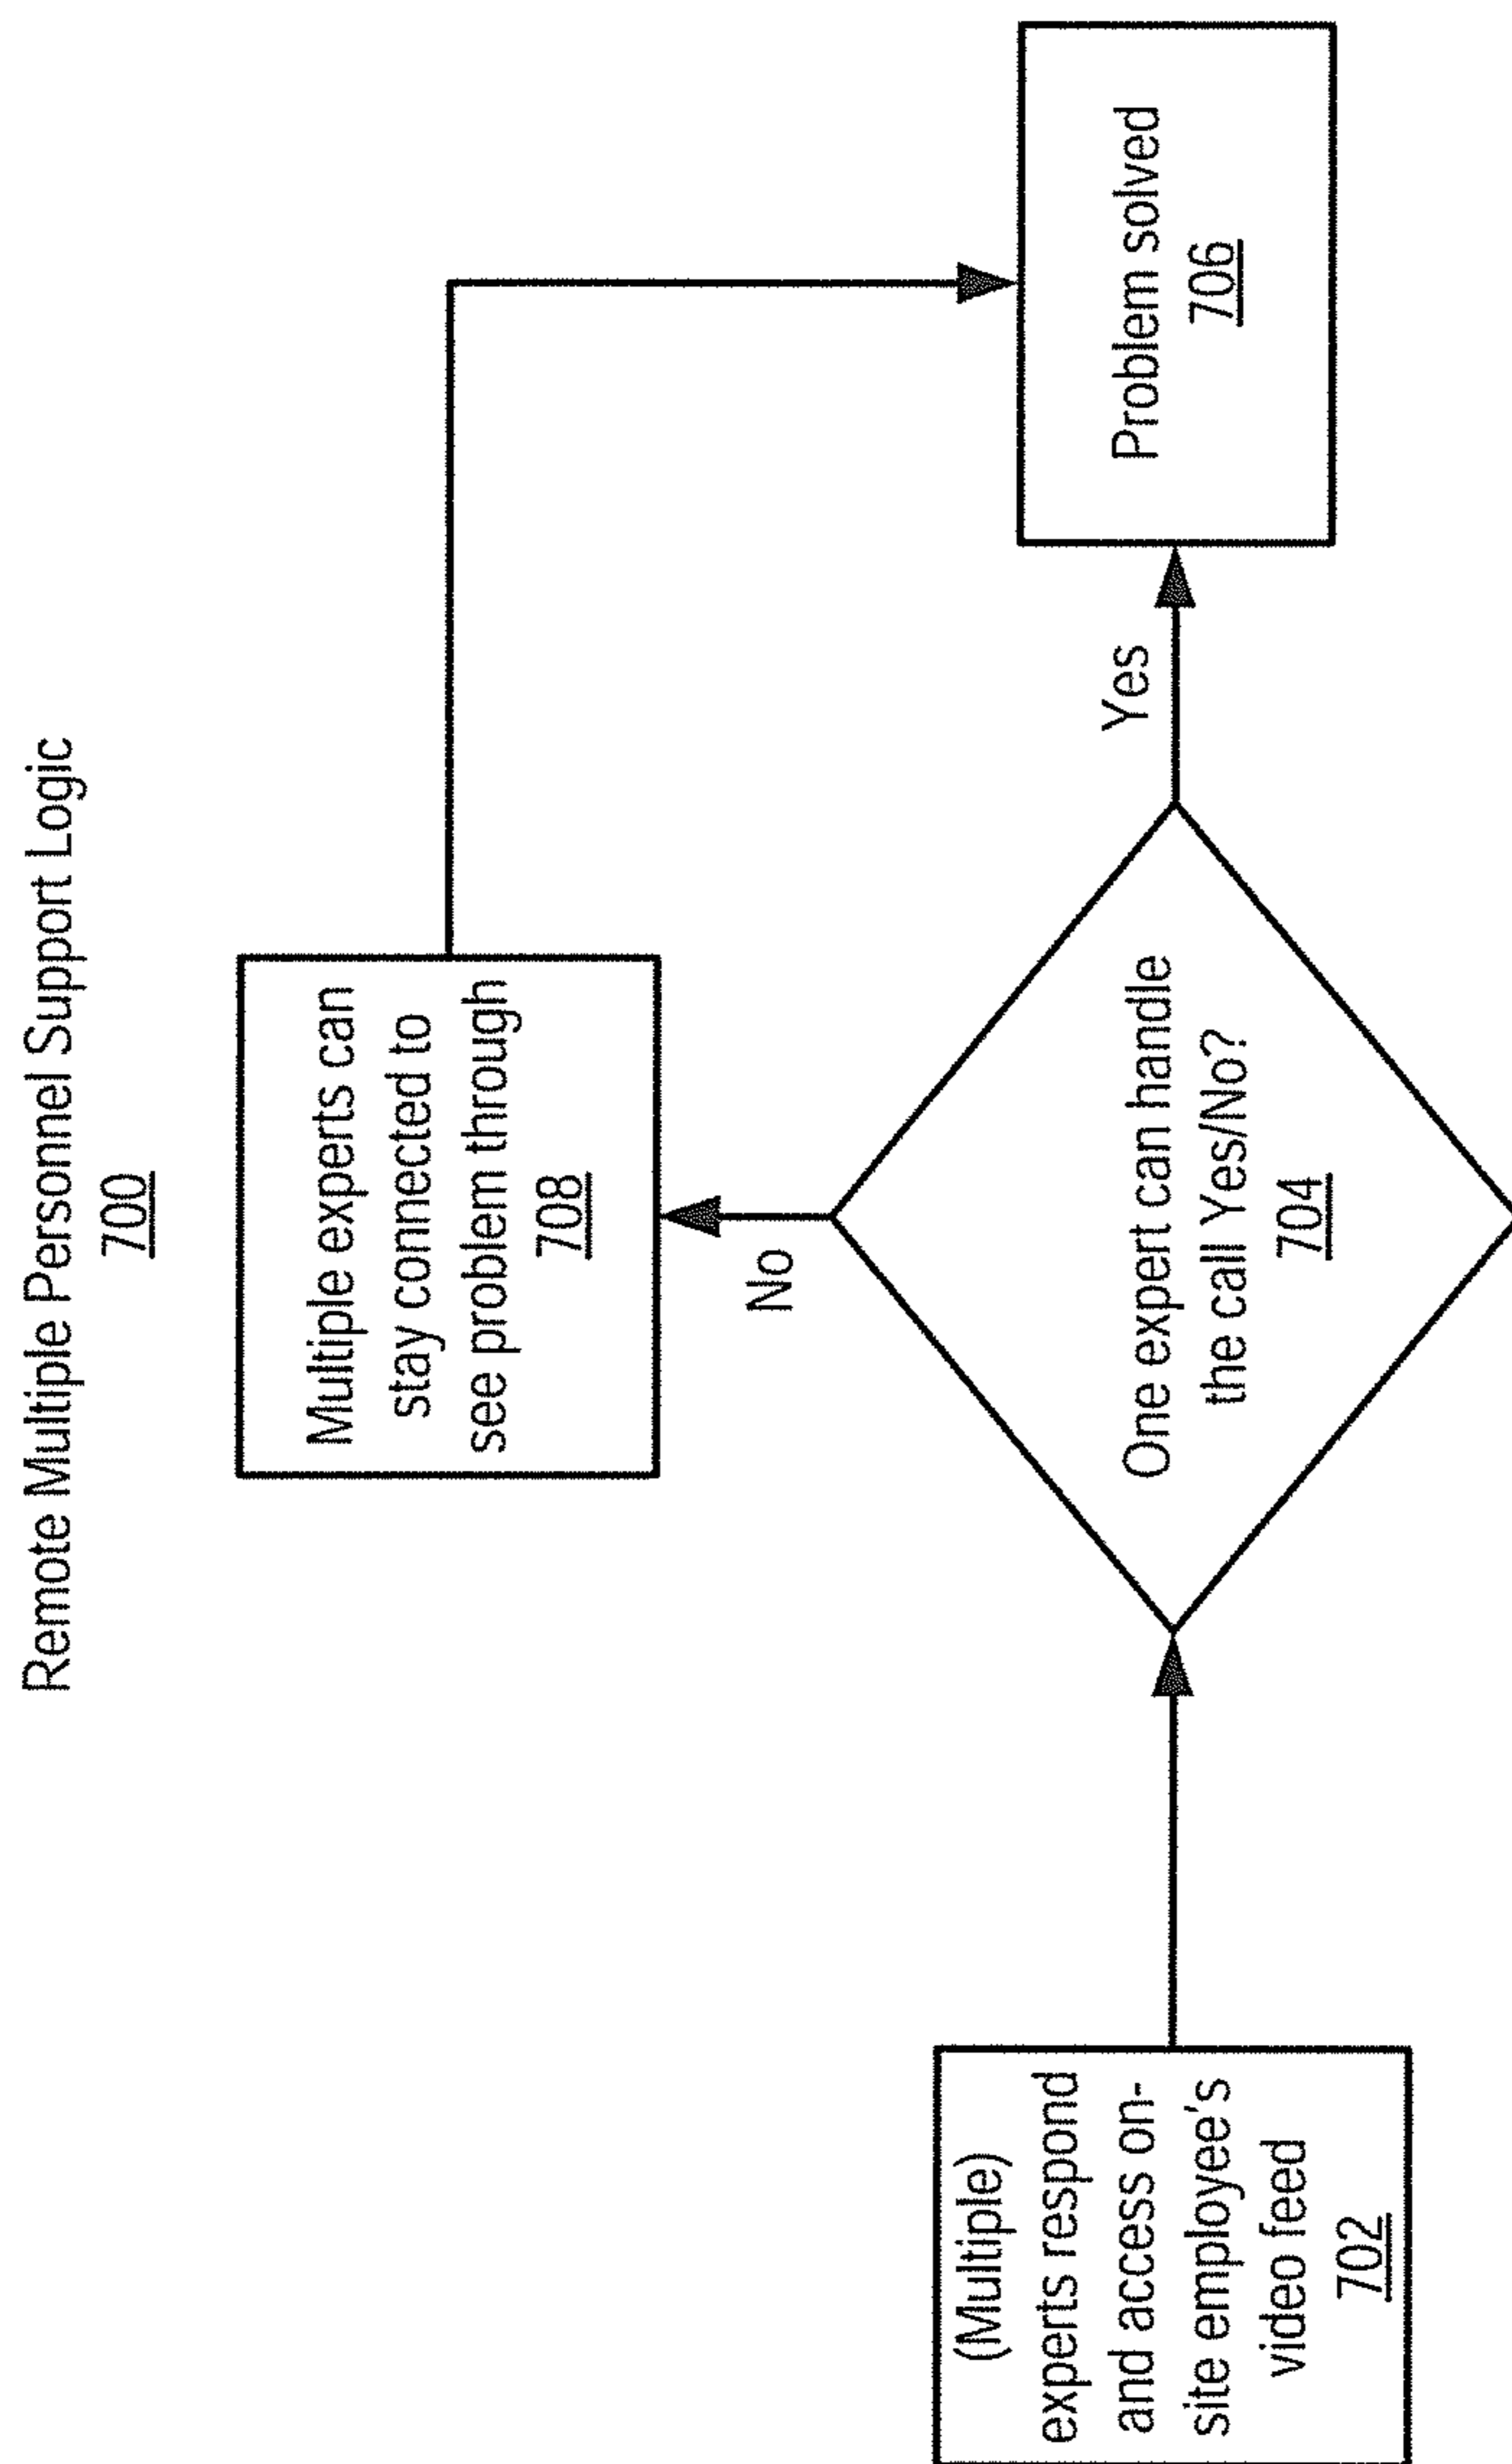 Remote Multiple Personnel Support Logic
700
(Multiple)
experts respond
and access on-
site employee's
video feed
702
One expert can handle
the call Yes/No?
704
No
Multiple experts can
stay connected to
see problem through
708
Yes
Problem solved
706